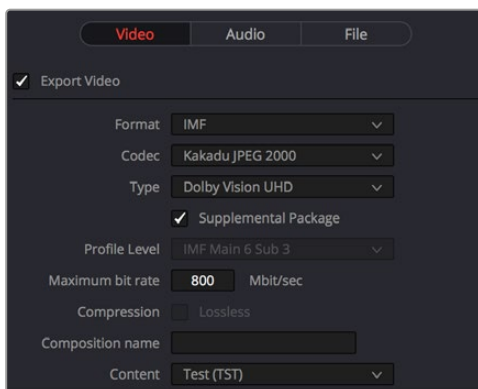 Video Audio File
Export Video
Format IMF
Codec Kakadu JPEG 2000
Type Dolby Vision UHD
Supplemental Package
Profile Level IMF Main 6 Sub 3
Maximum bit rate 800 Mbit/sec
Compression Lossless
Composition name
Content Test (TST)